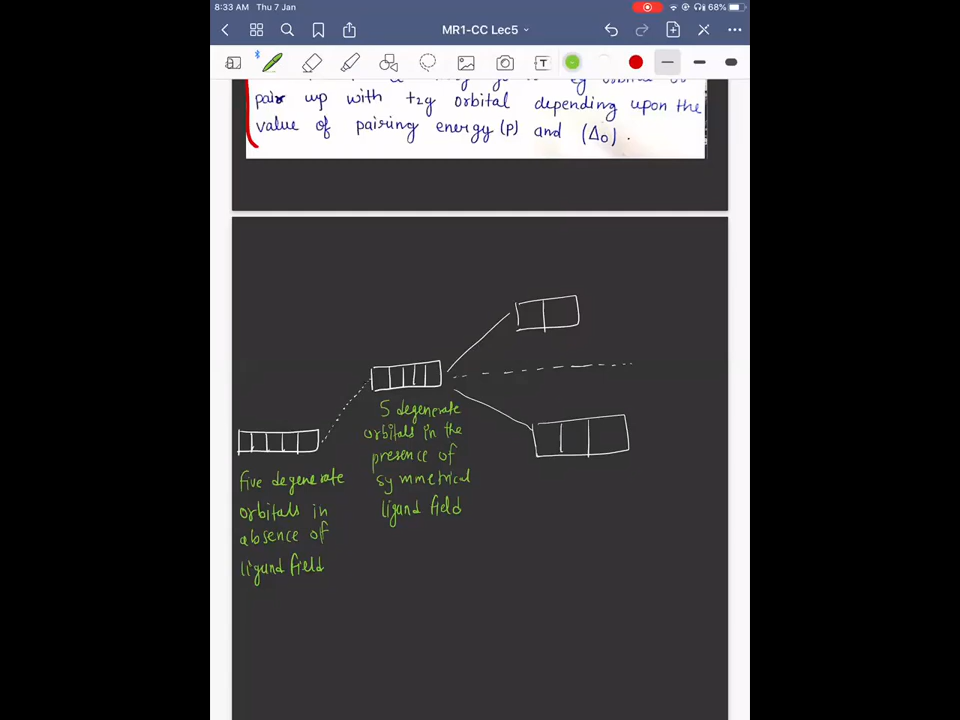 8:33 AM Thu 7 Jan
68%
MR1-CC Lec5
T
pair up with t2g orbital depending upon the
value of pairing energy (p) and (Δo).
5 degenerate
orbitals in the
presence of
symmetrical
ligand field
five degenerate
orbitals in
absence of
ligund field